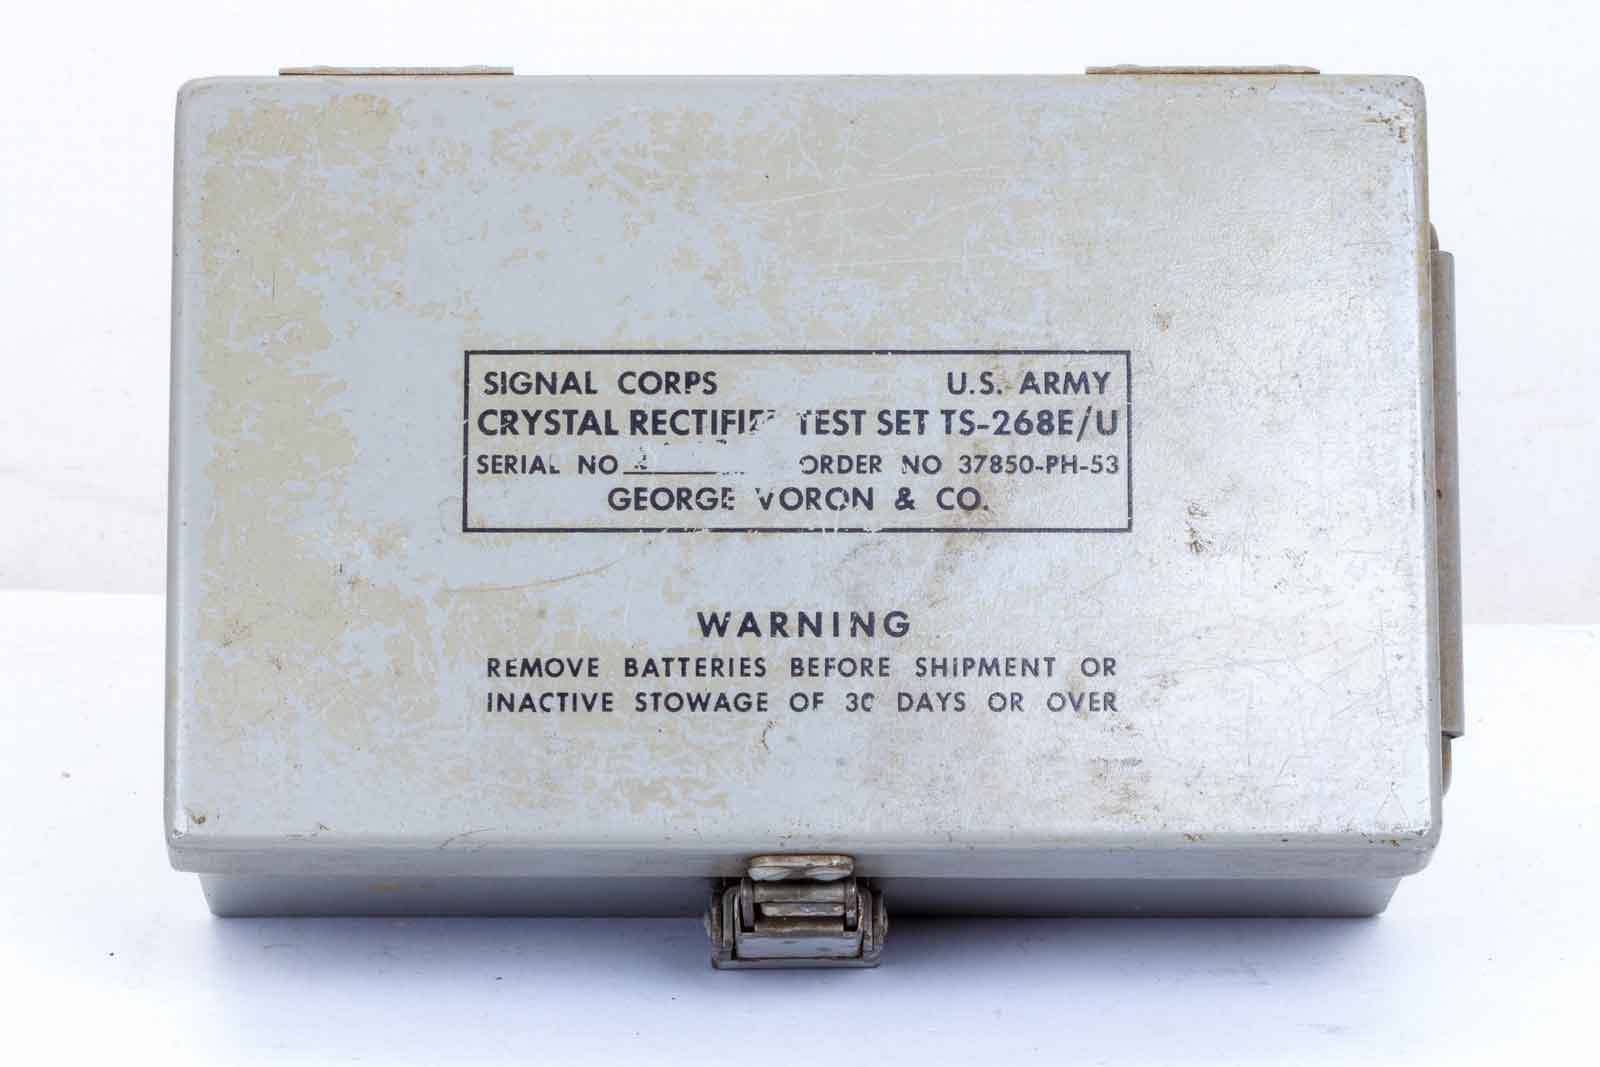 SIGNAL CORPS U.S. ARMY
CRYSTAL RECTIFIER TEST SET TS-268E/U
SERIAL NO ORDER NO 37850-PH-53
GEORGE VORON & CO.
WARNING
REMOVE BATTERIES BEFORE SHIPMENT OR
INACTIVE STOWAGE OF 30 DAYS OR OVER